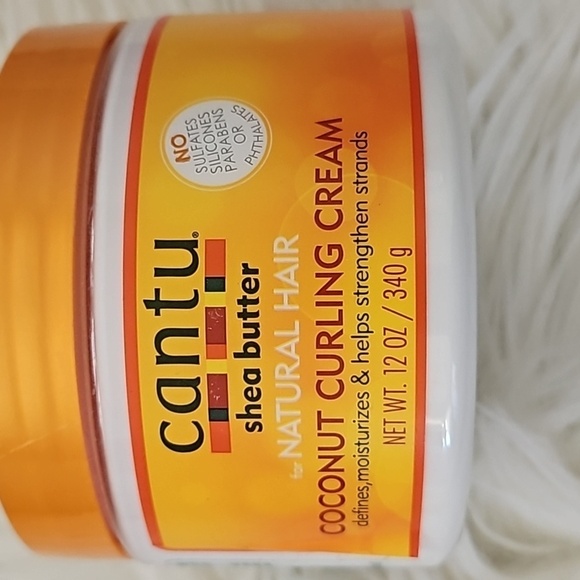 NO
SULFATES
SILICONES
PARABENS
OR
PHTHALATES
cantu®
shea butter
for NATURAL HAIR
COCONUT CURLING CREAM
defines, moisturizes & helps strengthen strands
NET WT. 12 OZ / 340 g